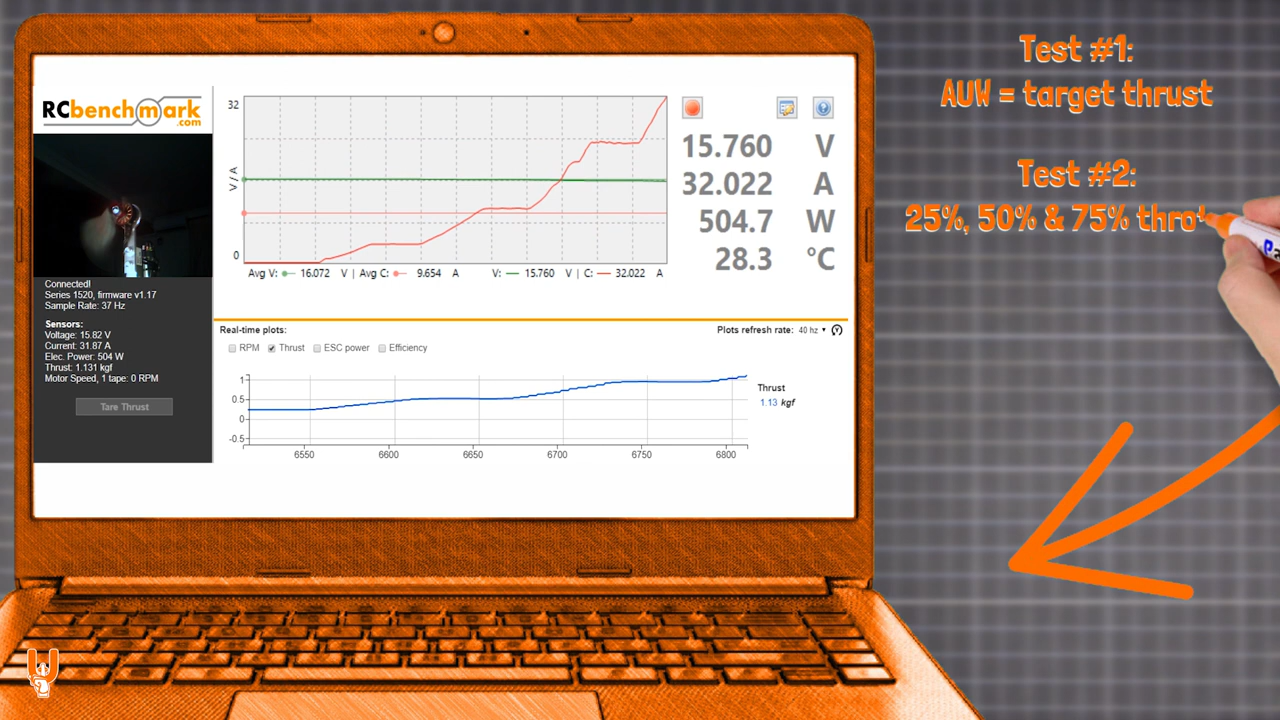 Test #1:
AUW = target thrust
Test #2:
25%, 50% & 75% thro
RCbenchmark
.com
Connected!
Series 1520, firmware v1.17
Sample Rate: 37 Hz
Sensors:
Voltage: 15.82 V
Current: 31.87 A
Elec. Power: 504 W
Thrust: 1.131 kgf
Motor Speed, 1 tape: 0 RPM
Tare Thrust
32
V / A
0
Avg V: 16.072 V | Avg C: 9.654 A V: 15.760 V | C: 32.022 A
15.760 V
32.022 A
504.7 W
28.3 °C
Real-time plots:
Plots refresh rate: 40 hz
RPM Thrust ESC power Efficiency
1
0.5
0
-0.5
6550 6600 6650 6700 6750 6800
Thrust
1.13 kgf